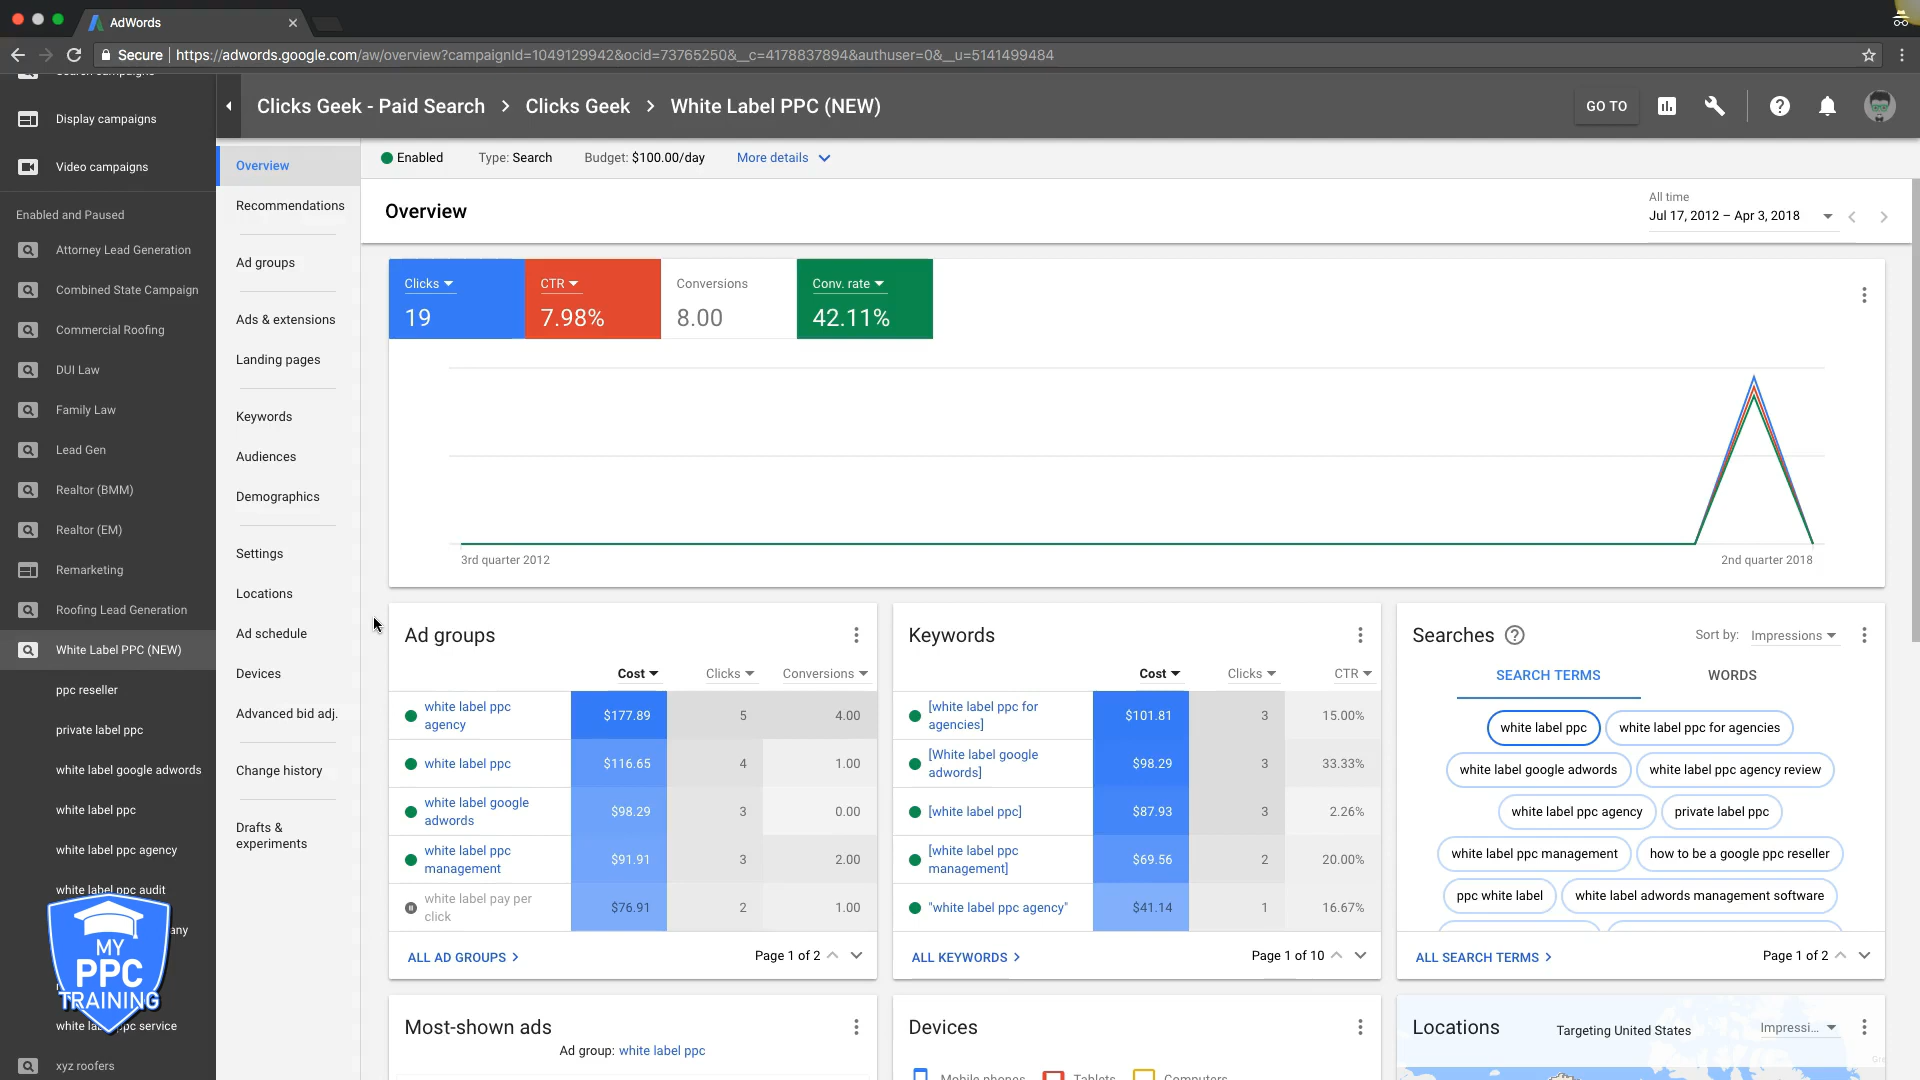 AdWords
Secure
https://adwords.google.com/aw/overview?campaignId=1049129942&ocid=73765250&__c=4178837894&authuser=0&__u=5141499484
Display campaigns
Video campaigns
Enabled and Paused
Attorney Lead Generation
Combined State Campaign
Commercial Roofing
DUI Law
Family Law
Lead Gen
Realtor (BMM)
Realtor (EM)
Remarketing
Roofing Lead Generation
White Label PPC (NEW)
ppc reseller
private label ppc
white label google adwords
white label ppc
white label ppc agency
white label ppc audit
MY
PPC
TRAINING
xyz roofers
Clicks Geek - Paid Search > Clicks Geek > White Label PPC (NEW)
GO TO
Overview
Recommendations
Ad groups
Ads & extensions
Landing pages
Keywords
Audiences
Demographics
Settings
Locations
Ad schedule
Devices
Advanced bid adj.
Change history
Drafts &
experiments
Enabled
Type: Search
Budget: $100.00/day
More details
Overview
All time
Jul 17, 2012 – Apr 3, 2018
Clicks
19
CTR
7.98%
Conversions
8.00
Conv. rate
42.11%
3rd quarter 2012
2nd quarter 2018
Ad groups
Cost Clicks Conversions
white label ppc
agency
$177.89 5 4.00
white label ppc $116.65 4 1.00
white label google
adwords
$98.29 3 0.00
white label ppc
management
$91.91 3 2.00
white label pay per
click
$76.91 2 1.00
ALL AD GROUPS >
Page 1 of 2
Keywords
Cost Clicks CTR
[white label ppc for
agencies]
$101.81 3 15.00%
[White label google
adwords]
$98.29 3 33.33%
[white label ppc] $87.93 3 2.26%
[white label ppc
management]
$69.56 2 20.00%
"white label ppc agency" $41.14 1 16.67%
ALL KEYWORDS >
Page 1 of 10
Searches
Sort by: Impressions
SEARCH TERMS
WORDS
white label ppc
white label ppc for agencies
white label google adwords
white label ppc agency review
white label ppc agency
private label ppc
white label ppc management
how to be a google ppc reseller
ppc white label
white label adwords management software
ALL SEARCH TERMS >
Page 1 of 2
Most-shown ads
Ad group: white label ppc
Devices
Mobile phones
Tablets
Computers
Locations
Targeting United States
Impressi...